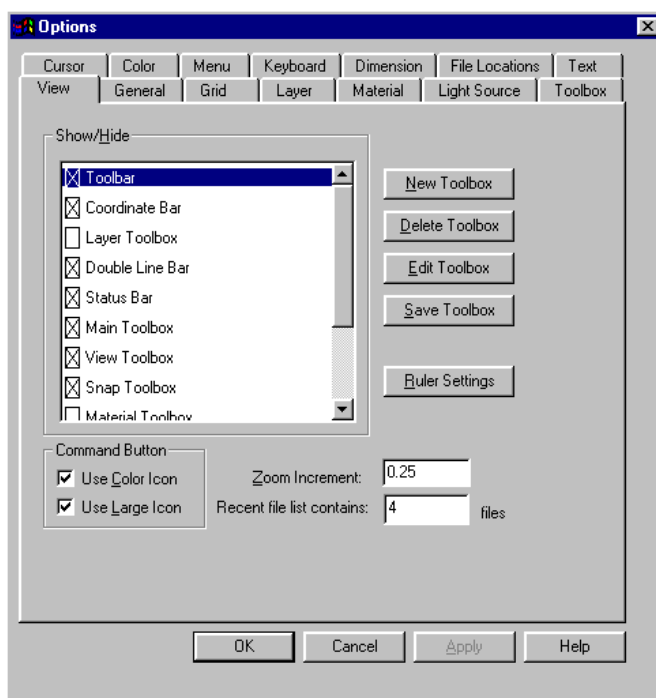 Options
Cursor Color Menu Keyboard Dimension File Locations Text
View General Grid Layer Material Light Source Toolbox
Show/Hide
Toolbar
Coordinate Bar
Layer Toolbox
Double Line Bar
Status Bar
Main Toolbox
View Toolbox
Snap Toolbox
Material Toolbox
New Toolbox
Delete Toolbox
Edit Toolbox
Save Toolbox
Ruler Settings
Command Button
Use Color Icon
Use Large Icon
Zoom Increment: 0.25
Recent file list contains: 4 files
OK Cancel Apply Help